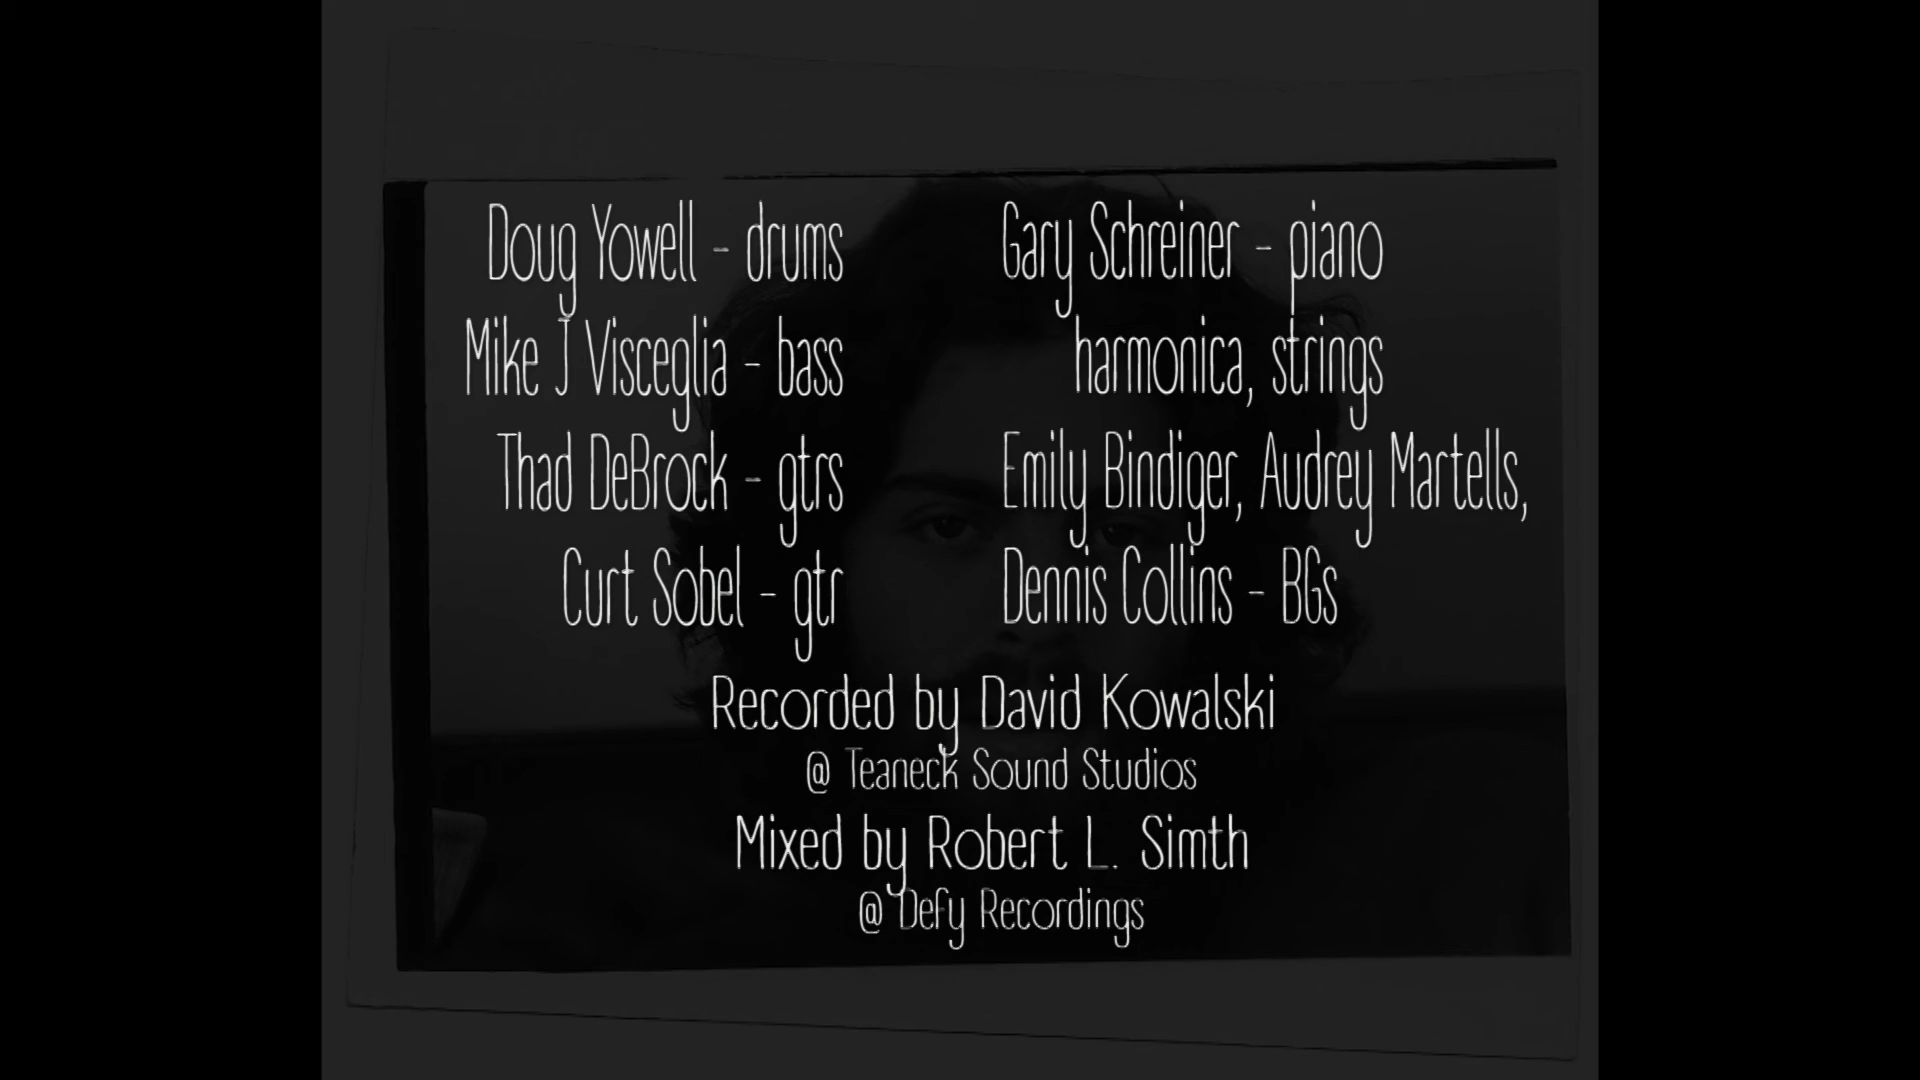 Doug Yowell - drums
Mike J Visceglia - bass
Thad DeBrock - gtrs
Curt Sobel - gtr
Gary Schreiner - piano
harmonica, strings
Emily Bindiger, Audrey Martells,
Dennis Collins - BGs
Recorded by David Kowalski
@ Teaneck Sound Studios
Mixed by Robert L. Simth
@ Defy Recordings